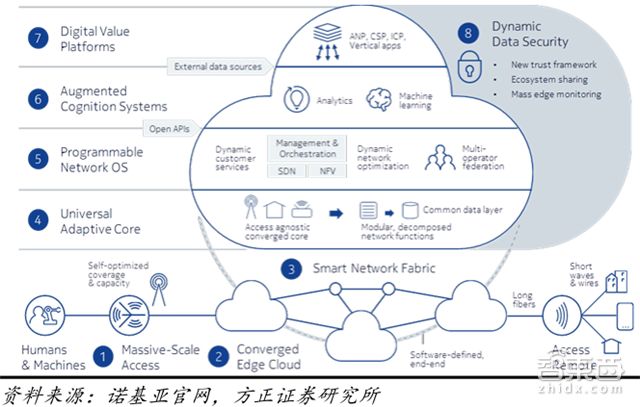 7
Digital Value
Platforms
ANP, CSP, ICP,
Vertical apps
8
Dynamic
Data Security
• New trust framework
• Ecosystem sharing
• Mass edge monitoring
External data sources
6
Augmented
Cognition Systems
Analytics
Machine
learning
Open APIs
5
Programmable
Network OS
Dynamic
customer
services
Management &
Orchestration
SDN
NFV
Dynamic
network
optimization
Multi-
operator
federation
4
Universal
Adaptive Core
Access agnostic
converged core
Modular, decomposed
network functions
Common data layer
3
Smart Network Fabric
Self-optimized
coverage
& capacity
Long
fibers
Short
waves
& wires
Humans
& Machines
1
Massive-Scale
Access
2
Converged
Edge Cloud
Software-defined,
end-end
Access
Remote
智东西
zhidx.com
资料来源：诺基亚官网，方正证券研究所